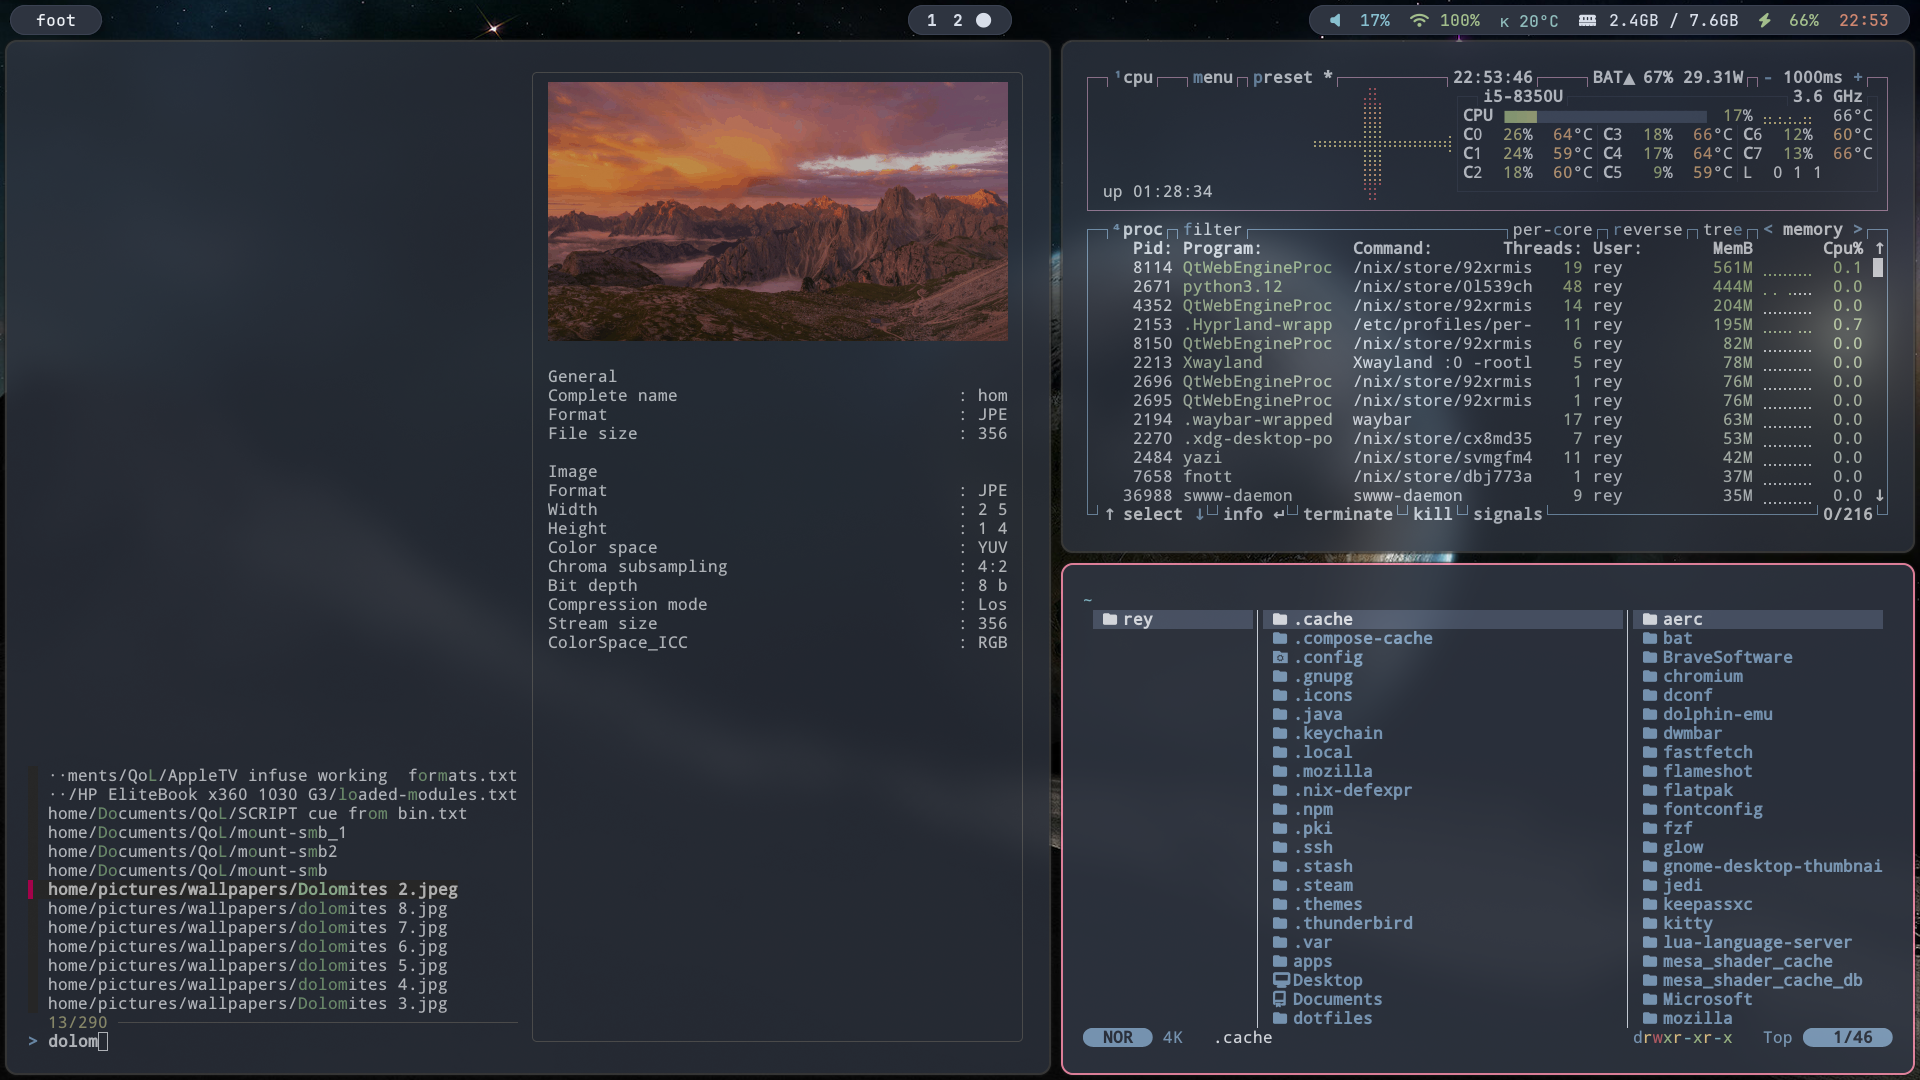 foot
1 2
17% 100% K 20°C 2.4GB / 7.6GB 66% 22:53
General
Complete name : hom
Format : JPE
File size : 356
Image
Format : JPE
Width : 2 5
Height : 1 4
Color space : YUV
Chroma subsampling : 4:2
Bit depth : 8 b
Compression mode : Los
Stream size : 356
ColorSpace_ICC : RGB
··ments/QoL/AppleTV infuse working  formats.txt
··/HP EliteBook x360 1030 G3/loaded-modules.txt
home/Documents/QoL/SCRIPT cue from bin.txt
home/Documents/QoL/mount-smb_1
home/Documents/QoL/mount-smb2
home/Documents/QoL/mount-smb
home/pictures/wallpapers/Dolomites 2.jpeg
home/pictures/wallpapers/dolomites 8.jpg
home/pictures/wallpapers/dolomites 7.jpg
home/pictures/wallpapers/dolomites 6.jpg
home/pictures/wallpapers/dolomites 5.jpg
home/pictures/wallpapers/dolomites 4.jpg
home/pictures/wallpapers/Dolomites 3.jpg
13/290
> dolom
¹cpu menu preset * 22:53:46 BAT▲ 67% 29.31W - 1000ms +
i5-8350U 3.6 GHz
CPU 17% 66°C
C0 26% 64°C C3 18% 66°C C6 12% 60°C
C1 24% 59°C C4 17% 64°C C7 13% 66°C
C2 18% 60°C C5 9% 59°C L 0 1 1
up 01:28:34
⁴proc filter per-core reverse tree < memory >
Pid: Program: Command: Threads: User: MemB Cpu% ↑
8114 QtWebEngineProc /nix/store/92xrmis 19 rey 561M 0.1
2671 python3.12 /nix/store/0l539ch 48 rey 444M 0.0
4352 QtWebEngineProc /nix/store/92xrmis 14 rey 204M 0.0
2153 .Hyprland-wrapp /etc/profiles/per- 11 rey 195M 0.7
8150 QtWebEngineProc /nix/store/92xrmis 6 rey 82M 0.0
2213 Xwayland Xwayland :0 -rootl 5 rey 78M 0.0
2696 QtWebEngineProc /nix/store/92xrmis 1 rey 76M 0.0
2695 QtWebEngineProc /nix/store/92xrmis 1 rey 76M 0.0
2194 .waybar-wrapped waybar 17 rey 63M 0.0
2270 .xdg-desktop-po /nix/store/cx8md35 7 rey 53M 0.0
2484 yazi /nix/store/svmgfm4 11 rey 42M 0.0
7658 fnott /nix/store/dbj773a 1 rey 37M 0.0
36988 swww-daemon swww-daemon 9 rey 35M 0.0 ↓
↑ select ↓ info ↵ terminate kill signals 0/216
~
rey
.cache
.compose-cache
.config
.gnupg
.icons
.java
.keychain
.local
.mozilla
.nix-defexpr
.npm
.pki
.ssh
.stash
.steam
.themes
.thunderbird
.var
apps
Desktop
Documents
dotfiles
aerc
bat
BraveSoftware
chromium
dconf
dolphin-emu
dwmbar
fastfetch
flameshot
flatpak
fontconfig
fzf
glow
gnome-desktop-thumbnai
jedi
keepassxc
kitty
lua-language-server
mesa_shader_cache
mesa_shader_cache_db
Microsoft
mozilla
NOR 4K .cache drwxr-xr-x Top 1/46